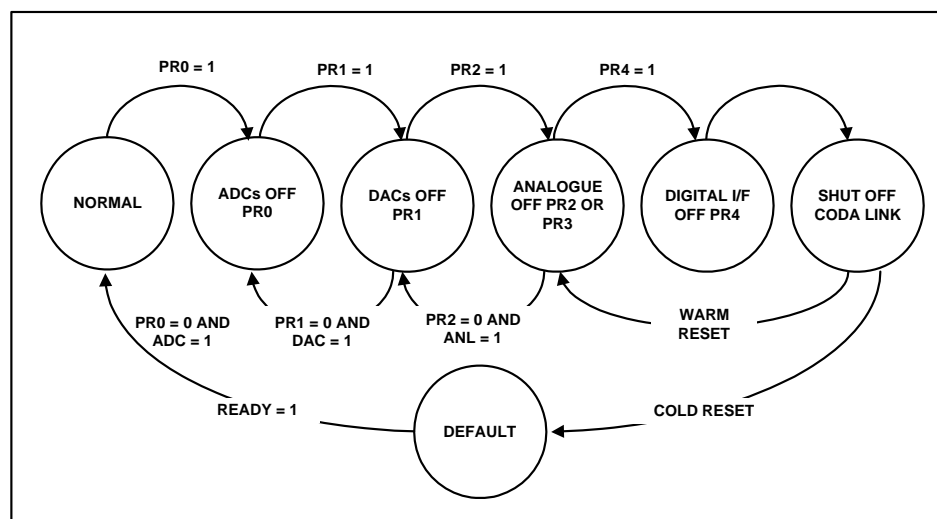 PR0 = 1
PR1 = 1
PR2 = 1
PR4 = 1
NORMAL
ADCs OFF
PR0
DACs OFF
PR1
ANALOGUE
OFF PR2 OR
PR3
DIGITAL I/F
OFF PR4
SHUT OFF
CODA LINK
PR0 = 0 AND
ADC = 1
PR1 = 0 AND
DAC = 1
PR2 = 0 AND
ANL = 1
WARM
RESET
READY = 1
DEFAULT
COLD RESET